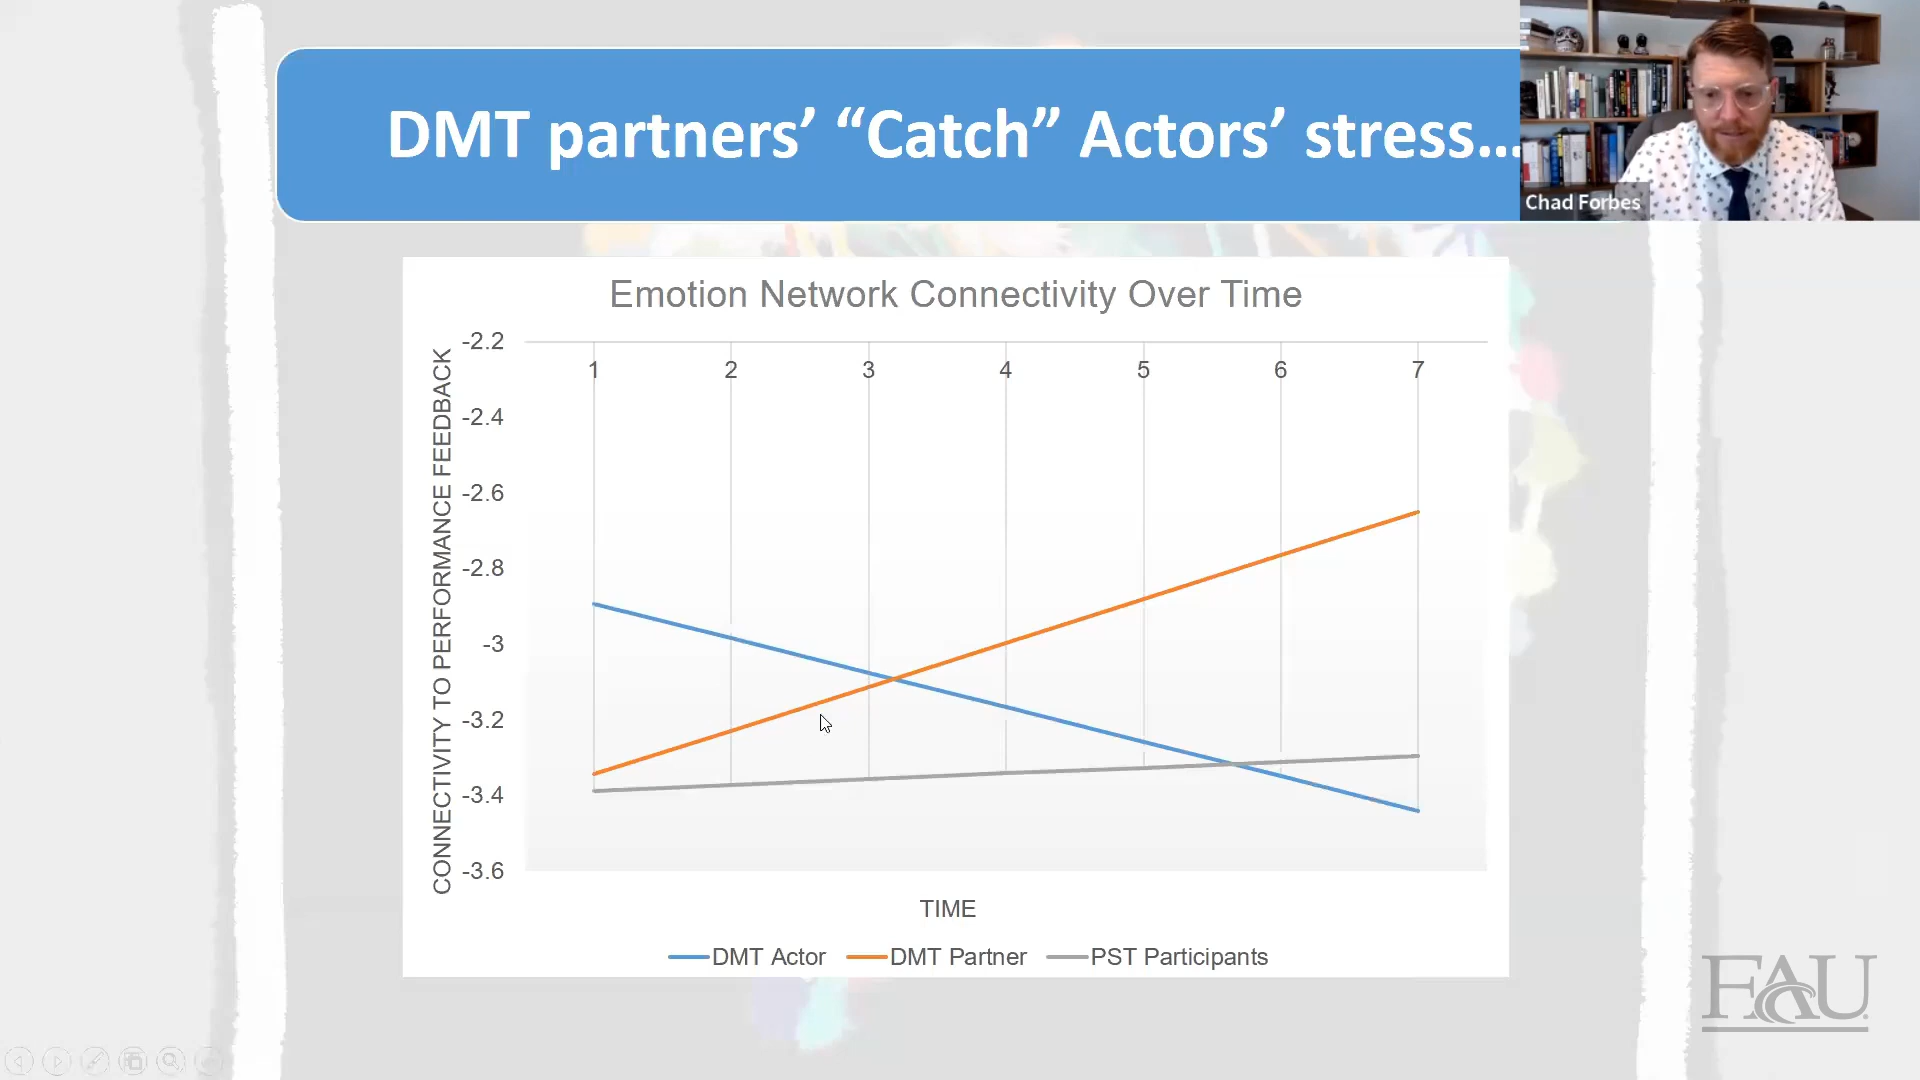 DMT partners’ “Catch” Actors’ stress…
Chad Forbes
Emotion Network Connectivity Over Time
CONNECTIVITY TO PERFORMANCE FEEDBACK
-2.2
-2.4
-2.6
-2.8
-3
-3.2
-3.4
-3.6
1 2 3 4 5 6 7
TIME
DMT Actor DMT Partner PST Participants
FAU